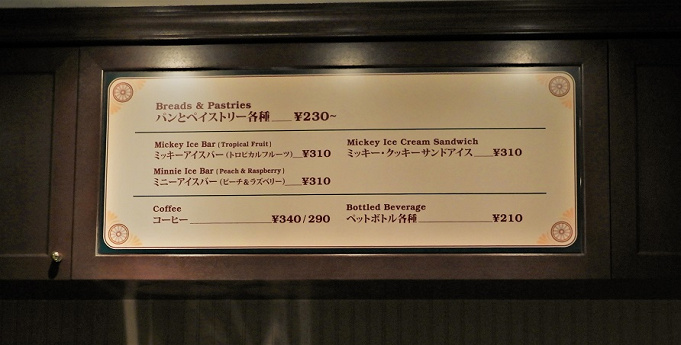 Breads & Pastries
パンとペイストリー各種 ¥230~
Mickey Ice Bar (Tropical Fruit)
ミッキーアイスバー(トロピカルフルーツ) ¥310
Mickey Ice Cream Sandwich
ミッキー・クッキーサンドアイス ¥310
Minnie Ice Bar (Peach & Raspberry)
ミニーアイスバー(ピーチ&ラズベリー) ¥310
Coffee
コーヒー ¥340/290
Bottled Beverage
ペットボトル各種 ¥210